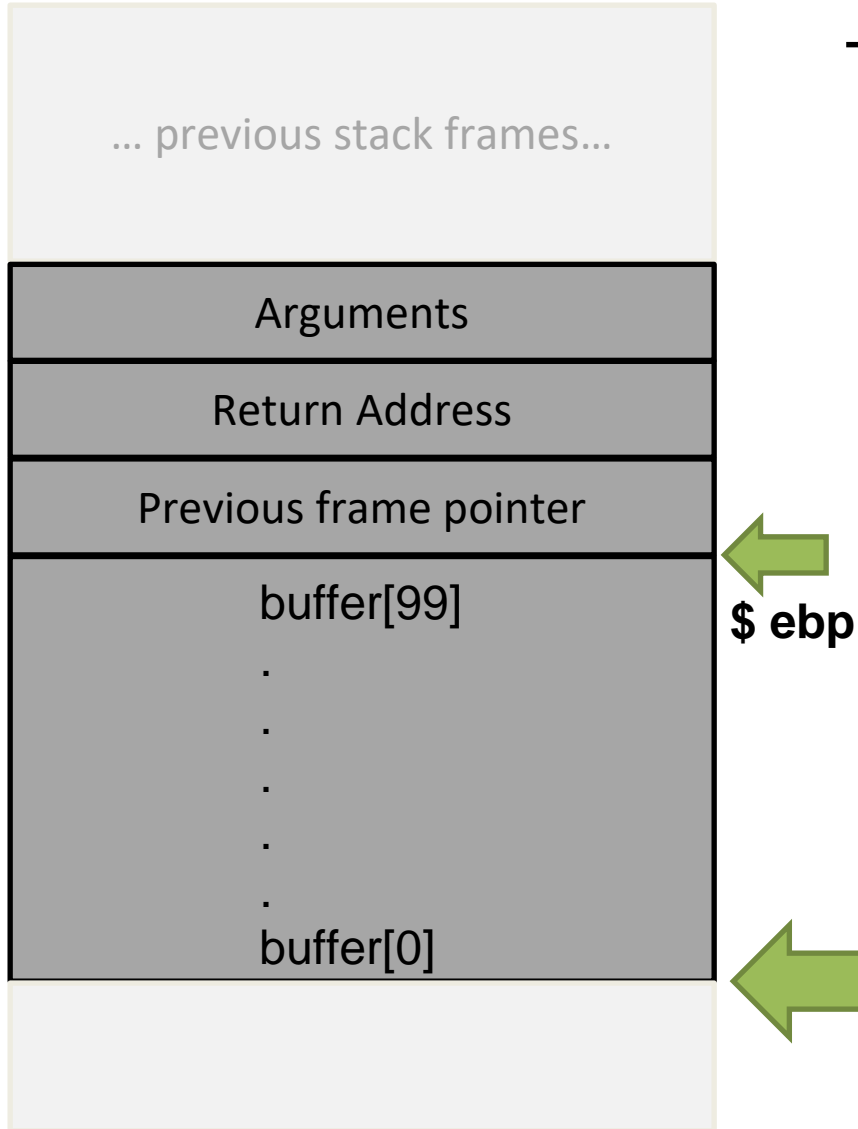 … previous stack frames…
Arguments
Return Address
Previous frame pointer
buffer[99]
$ ebp
.
.
.
.
.
buffer[0]